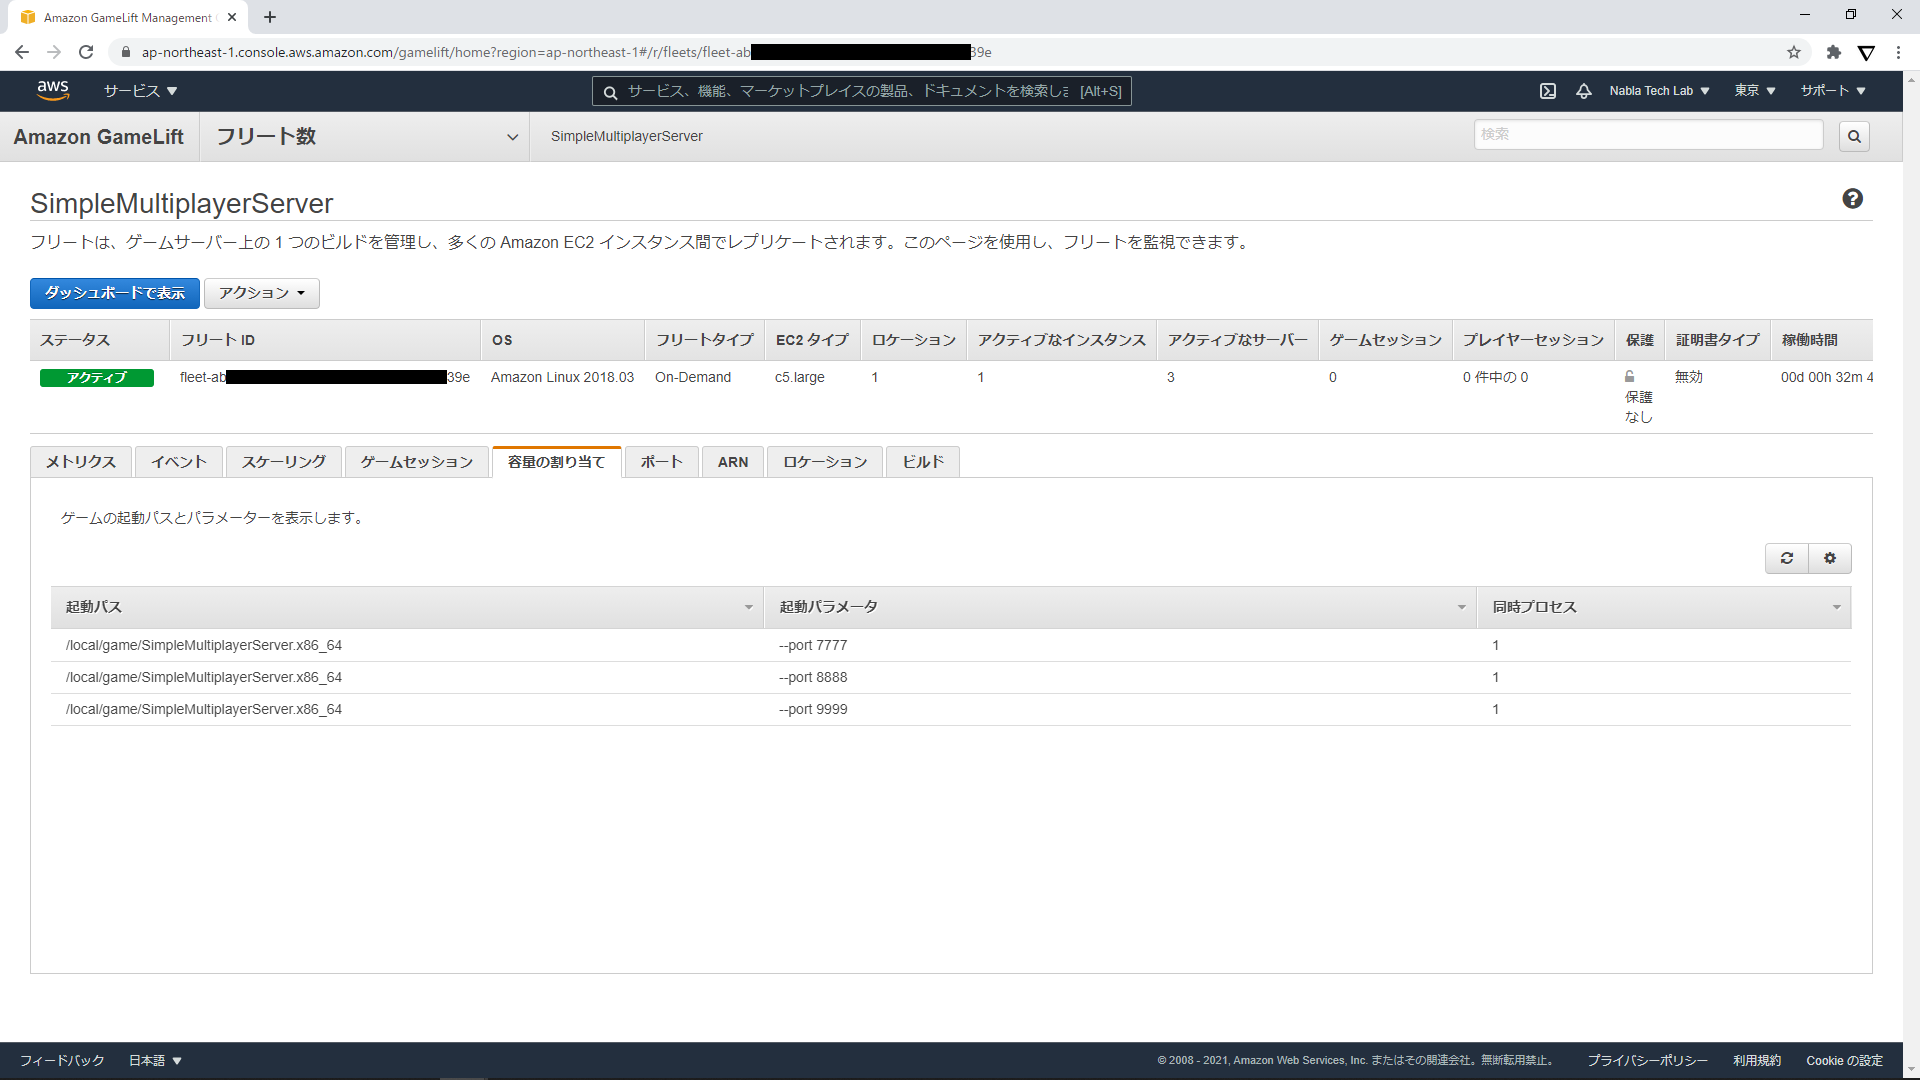 Amazon GameLift Management
ap-northeast-1.console.aws.amazon.com/gamelift/home?region=ap-northeast-1#/r/fleets/fleet-ab 39e
aws サービス サービス、機能、マーケットプレイスの製品、ドキュメントを検索しま [Alt+S] Nabla Tech Lab 東京 サポート
Amazon GameLift フリート数 SimpleMultiplayerServer 検索
SimpleMultiplayerServer
フリートは、ゲームサーバー上の 1 つのビルドを管理し、多くの Amazon EC2 インスタンス間でレプリケートされます。このページを使用し、フリートを監視できます。
ダッシュボードで表示 アクション
ステータス フリート ID OS フリートタイプ EC2 タイプ ロケーション アクティブなインスタンス アクティブなサーバー ゲームセッション プレイヤーセッション 保護 証明書タイプ 稼働時間
アクティブ fleet-ab 39e Amazon Linux 2018.03 On-Demand c5.large 1 1 3 0 0 件中の 0 保護なし 無効 00d 00h 32m 4
メトリクス イベント スケーリング ゲームセッション 容量の割り当て ポート ARN ロケーション ビルド
ゲームの起動パスとパラメーターを表示します。
起動パス 起動パラメータ 同時プロセス
/local/game/SimpleMultiplayerServer.x86_64 --port 7777 1
/local/game/SimpleMultiplayerServer.x86_64 --port 8888 1
/local/game/SimpleMultiplayerServer.x86_64 --port 9999 1
フィードバック 日本語 © 2008 - 2021, Amazon Web Services, Inc. またはその関連会社。無断転用禁止。 プライバシーポリシー 利用規約 Cookie の設定